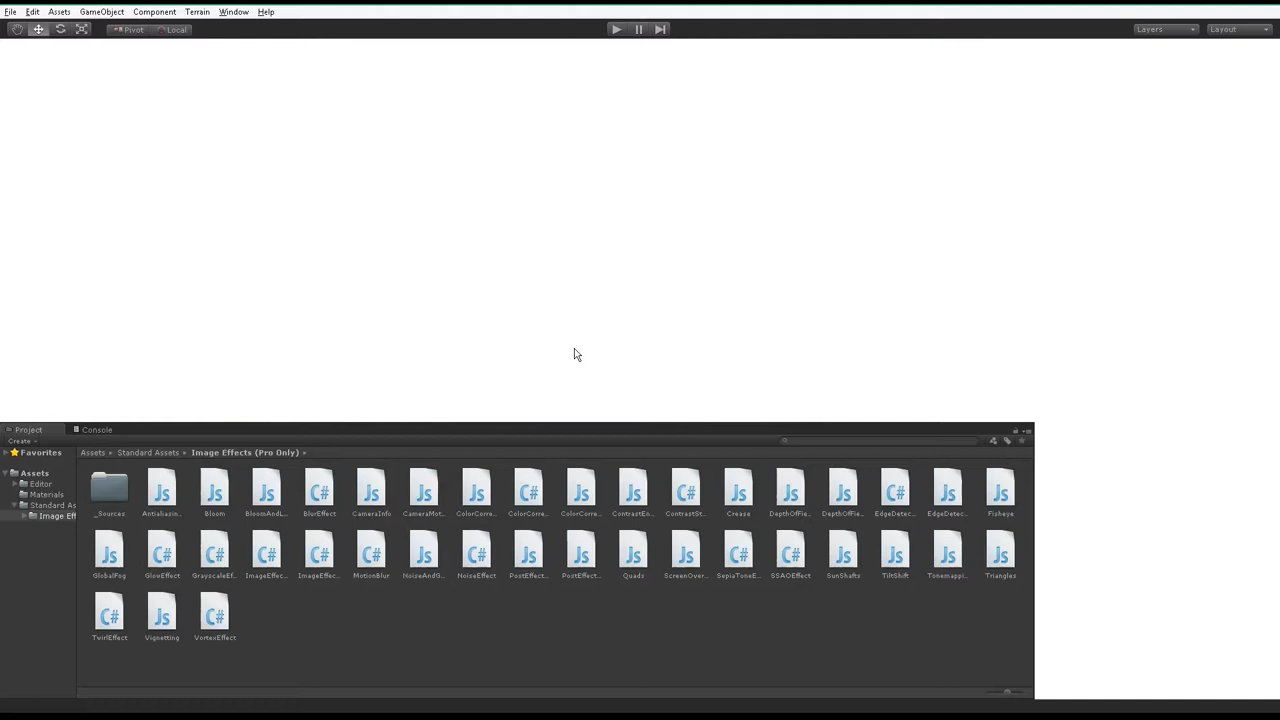 File Edit Assets GameObject Component Terrain Window Help
Pivot Local Layers Layout
Project Console
Create
Favorites Assets Standard Assets Image Effects (Pro Only)
Assets
Editor
Materials
Standard As
Image Eff
_Sources Antialiasin... Bloom BloomAndL... BlurEffect CameraInfo CameraMot... ColorCorre... ColorCorre... ColorCorre... ContrastEn... ContrastSt... Crease DepthOfFie... DepthOfFie... EdgeDetec... EdgeDetec... Fisheye
GlobalFog GlowEffect GrayscaleEf... ImageEffec... ImageEffec... MotionBlur NoiseAndG... NoiseEffect PostEffect... PostEffect... Quads ScreenOver... SepiaToneE... SSAOEffect SunShafts TiltShift Tonemappi... Triangles
TwirlEffect Vignetting VortexEffect